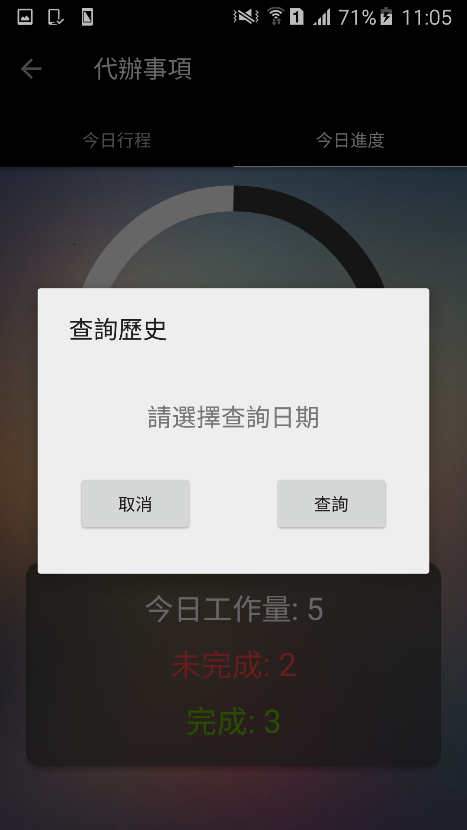 1 71% 11:05
代辦事項
今日行程 今日進度
查詢歷史
請選擇查詢日期
取消 查詢
今日工作量: 5
未完成: 2
完成: 3